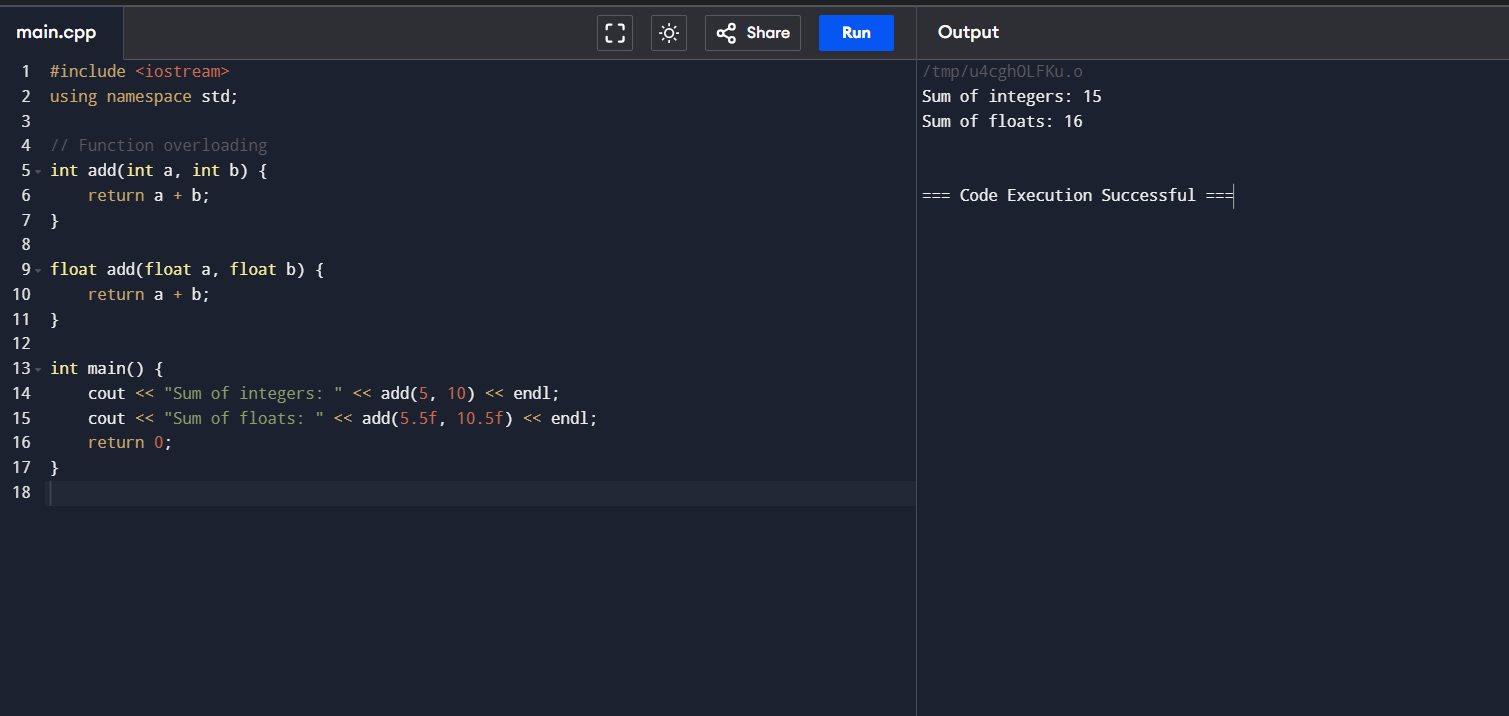 main.cpp
Share
Run
Output
1 #include <iostream>
2 using namespace std;
3
4 // Function overloading
5 int add(int a, int b) {
6     return a + b;
7 }
8
9 float add(float a, float b) {
10     return a + b;
11 }
12
13 int main() {
14     cout << "Sum of integers: " << add(5, 10) << endl;
15     cout << "Sum of floats: " << add(5.5f, 10.5f) << endl;
16     return 0;
17 }
18
/tmp/u4cghOLFKu.o
Sum of integers: 15
Sum of floats: 16
=== Code Execution Successful ===